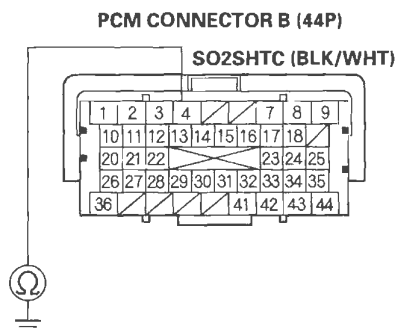 PCM CONNECTOR B (44P)
SO2SHTC (BLK/WHT)
1 2 3 4 7 8 9
10 11 12 13 14 15 16 17 18
20 21 22 23 24 25
26 27 28 29 30 31 32 33 34 35
36 41 42 43 44
Ω